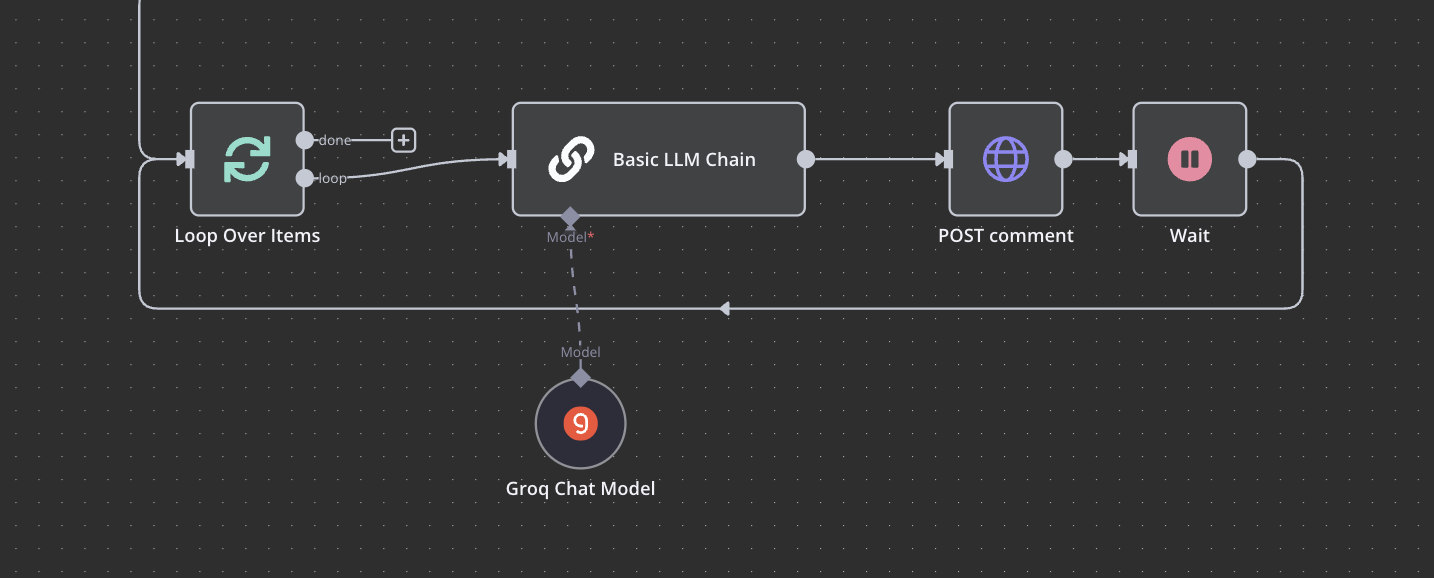 done
loop
Loop Over Items
Basic LLM Chain
Model*
POST comment
Wait
Model
Groq Chat Model